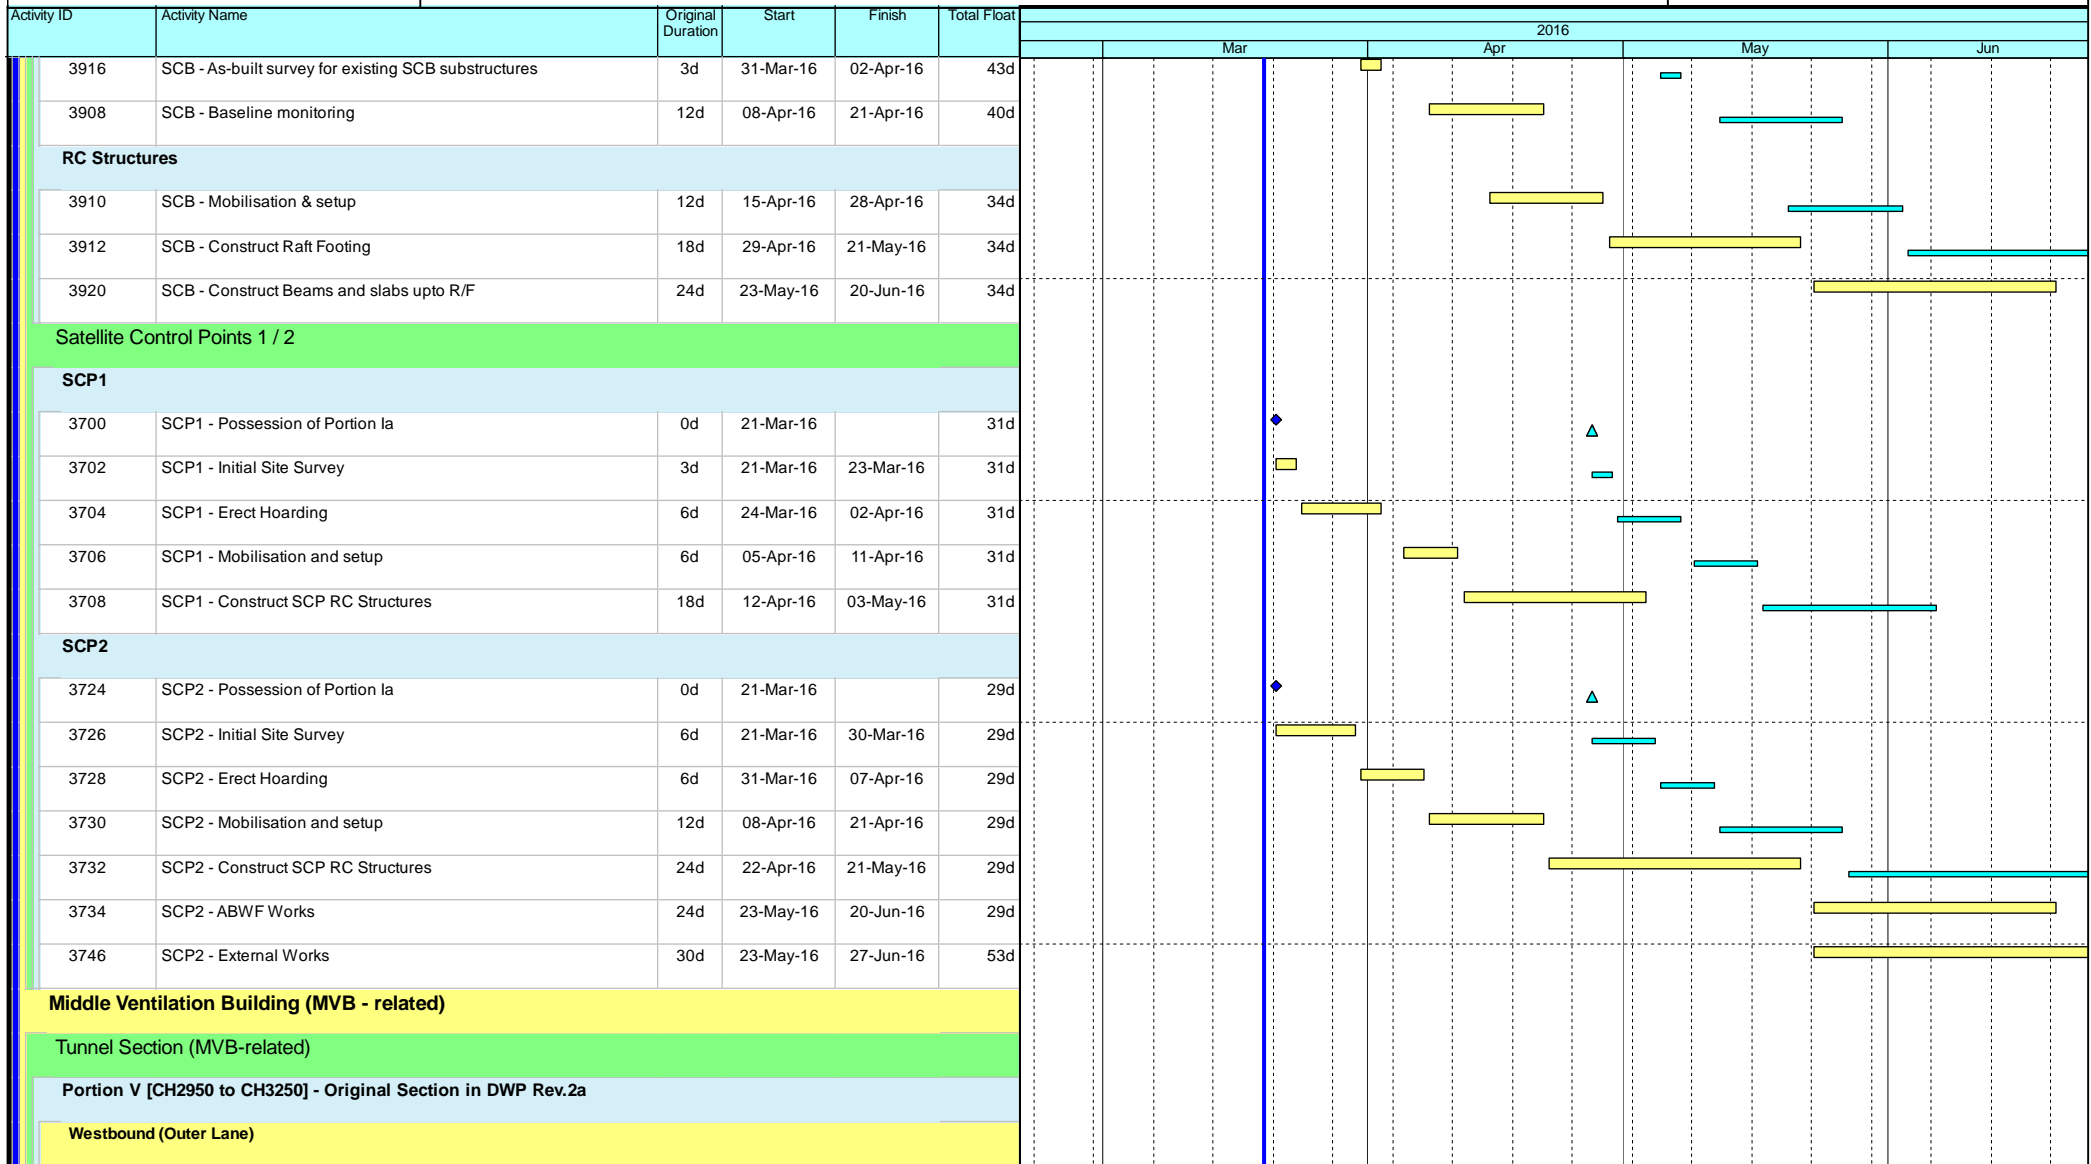 Activity ID Activity Name Original Duration Start Finish Total Float
2016
Mar Apr May Jun
3916 SCB - As-built survey for existing SCB substructures 3d 31-Mar-16 02-Apr-16 43d
3908 SCB - Baseline monitoring 12d 08-Apr-16 21-Apr-16 40d
RC Structures
3910 SCB - Mobilisation & setup 12d 15-Apr-16 28-Apr-16 34d
3912 SCB - Construct Raft Footing 18d 29-Apr-16 21-May-16 34d
3920 SCB - Construct Beams and slabs upto R/F 24d 23-May-16 20-Jun-16 34d
Satellite Control Points 1 / 2
SCP1
3700 SCP1 - Possession of Portion Ia 0d 21-Mar-16 31d
3702 SCP1 - Initial Site Survey 3d 21-Mar-16 23-Mar-16 31d
3704 SCP1 - Erect Hoarding 6d 24-Mar-16 02-Apr-16 31d
3706 SCP1 - Mobilisation and setup 6d 05-Apr-16 11-Apr-16 31d
3708 SCP1 - Construct SCP RC Structures 18d 12-Apr-16 03-May-16 31d
SCP2
3724 SCP2 - Possession of Portion Ia 0d 21-Mar-16 29d
3726 SCP2 - Initial Site Survey 6d 21-Mar-16 30-Mar-16 29d
3728 SCP2 - Erect Hoarding 6d 31-Mar-16 07-Apr-16 29d
3730 SCP2 - Mobilisation and setup 12d 08-Apr-16 21-Apr-16 29d
3732 SCP2 - Construct SCP RC Structures 24d 22-Apr-16 21-May-16 29d
3734 SCP2 - ABWF Works 24d 23-May-16 20-Jun-16 29d
3746 SCP2 - External Works 30d 23-May-16 27-Jun-16 53d
Middle Ventilation Building (MVB - related)
Tunnel Section (MVB-related)
Portion V [CH2950 to CH3250] - Original Section in DWP Rev.2a
Westbound (Outer Lane)